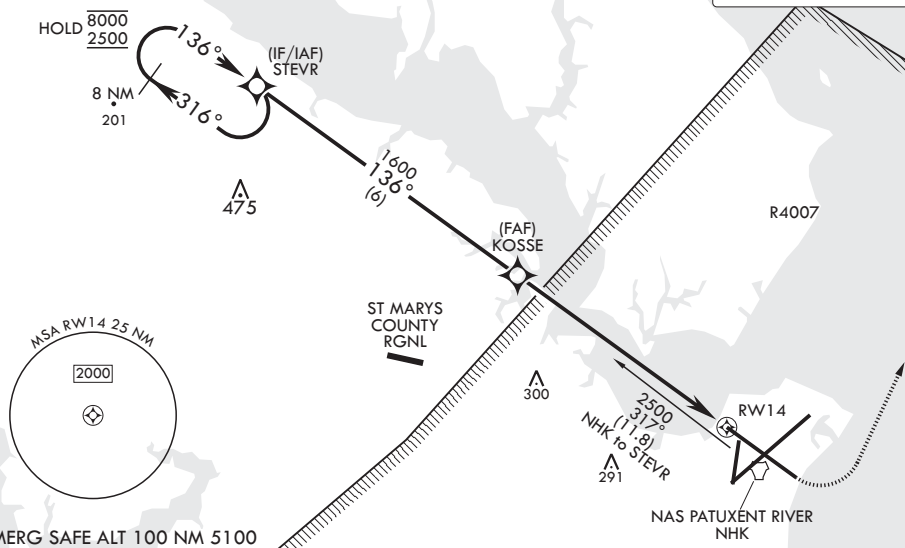 HOLD 8000
2500
136°
(IF/IAF)
STEVR
8 NM
316°
201
475
1600
136°
(6)
R4007
(FAF)
KOSSE
ST MARYS
COUNTY
RGNL
MSA RW14 25 NM
2000
300
2500
317°
(11.8)
NHK to STEVR
RW14
291
NAS PATUXENT RIVER
NHK
MERG SAFE ALT 100 NM 5100